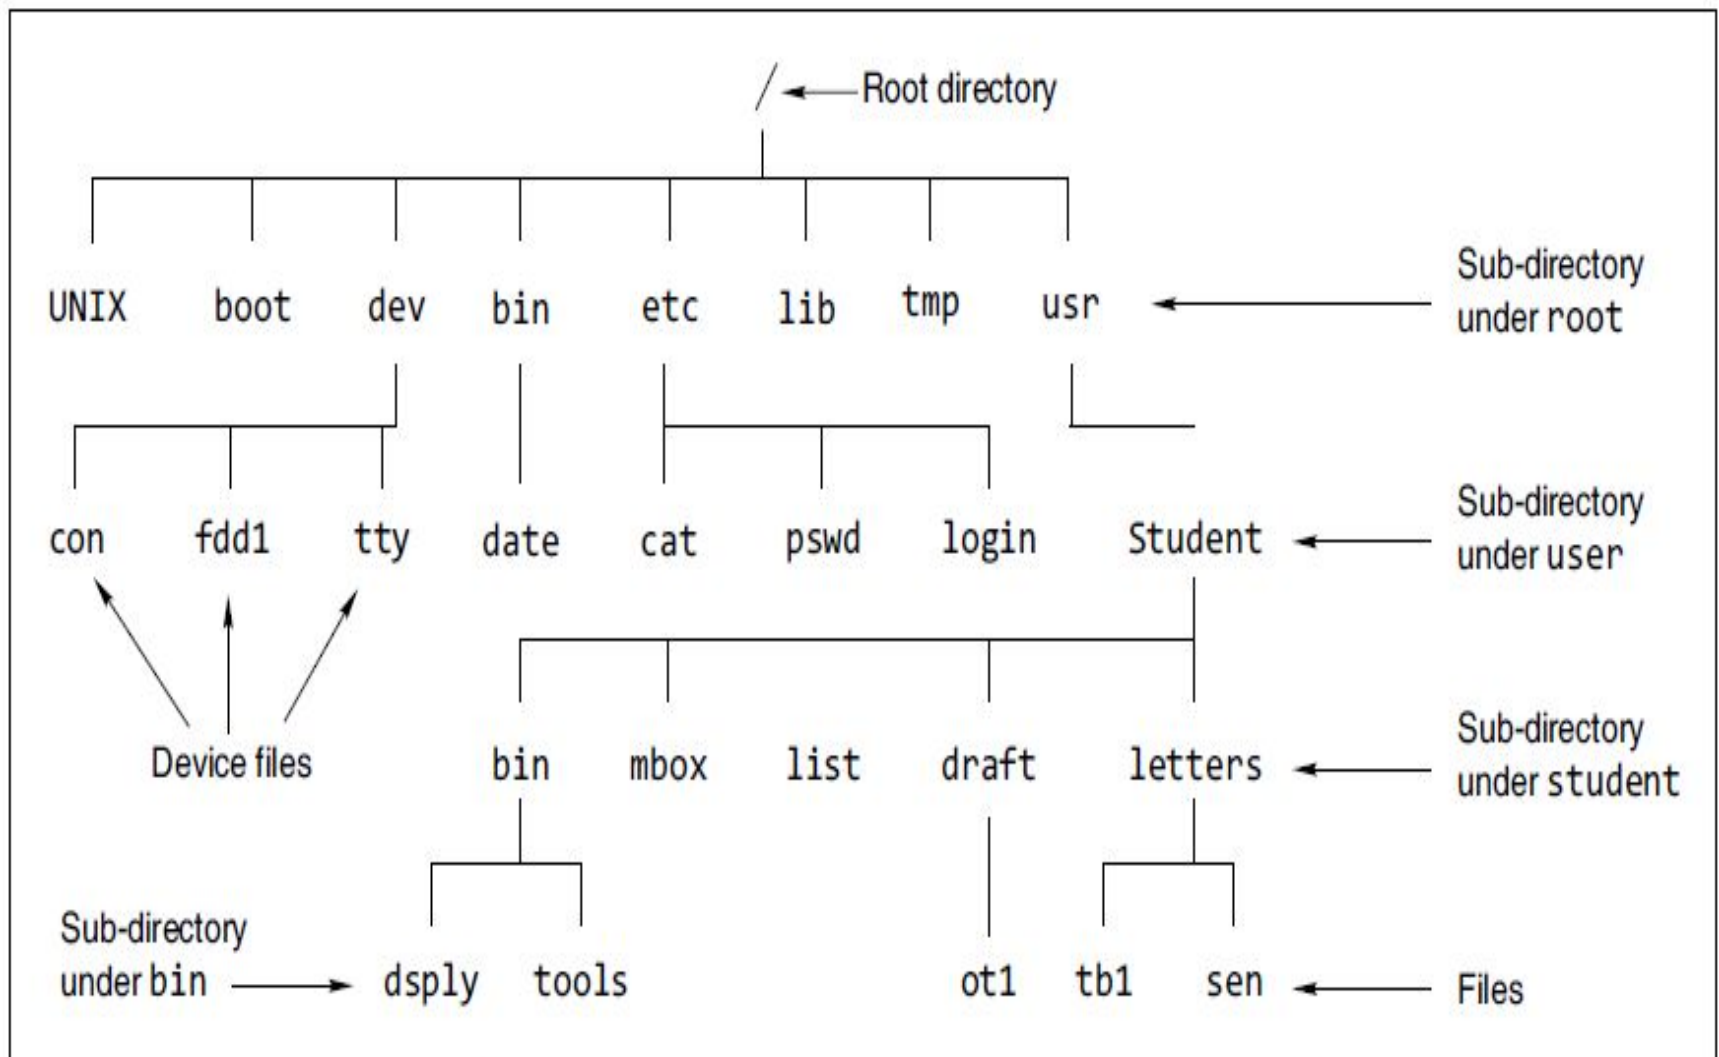 / Root directory
UNIX boot dev bin etc lib tmp usr
Sub-directory
under root
con fdd1 tty date cat pswd login Student
Sub-directory
under user
Device files
bin mbox list draft letters
Sub-directory
under student
Sub-directory
under bin
dsply tools ot1 tb1 sen
Files